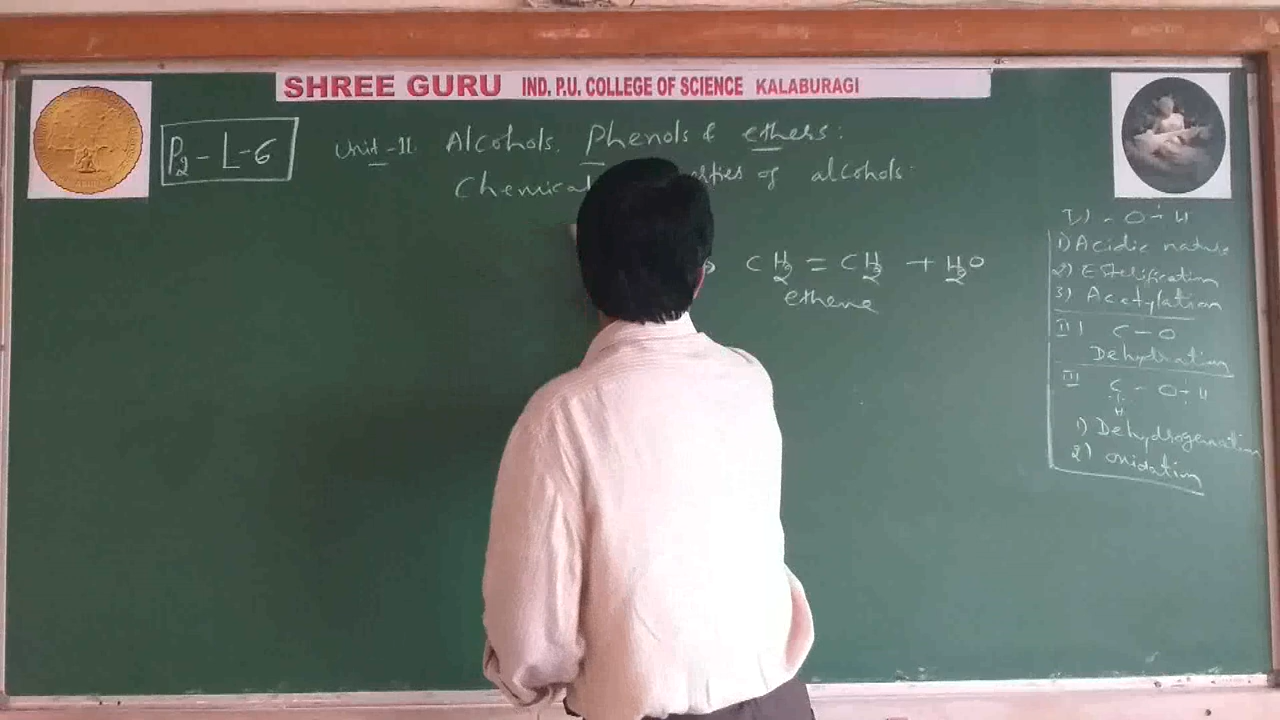 SHREE GURU IND. P.U. COLLEGE OF SCIENCE KALABURAGI
P2-L-6
Unit-11 Alcohols, Phenols & ethers:
Chemical of alcohols:
CH2 = CH2 + H2O
ethene
I) - O - H
1) Acidic nature
2) Esterification
3) Acetylation
II) C - O
Dehydration
III C - O - H
H
1) Dehydrogenation
2) oxidation